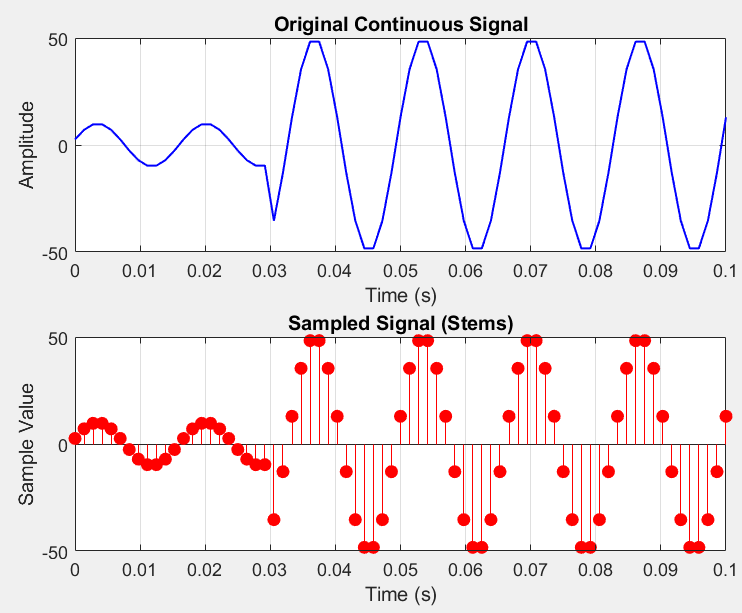 Original Continuous Signal
50
0
-50
Amplitude
0 0.01 0.02 0.03 0.04 0.05 0.06 0.07 0.08 0.09 0.1
Time (s)
Sampled Signal (Stems)
50
0
-50
Sample Value
0 0.01 0.02 0.03 0.04 0.05 0.06 0.07 0.08 0.09 0.1
Time (s)